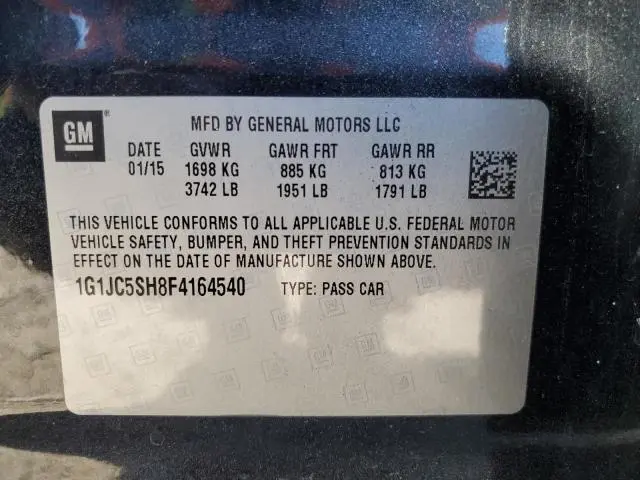 GM ®
MFD BY GENERAL MOTORS LLC
DATE GVWR GAWR FRT GAWR RR
01/15 1698 KG 885 KG 813 KG
3742 LB 1951 LB 1791 LB
THIS VEHICLE CONFORMS TO ALL APPLICABLE U.S. FEDERAL MOTOR
VEHICLE SAFETY, BUMPER, AND THEFT PREVENTION STANDARDS IN
EFFECT ON THE DATE OF MANUFACTURE SHOWN ABOVE.
1G1JC5SH8F4164540 TYPE: PASS CAR